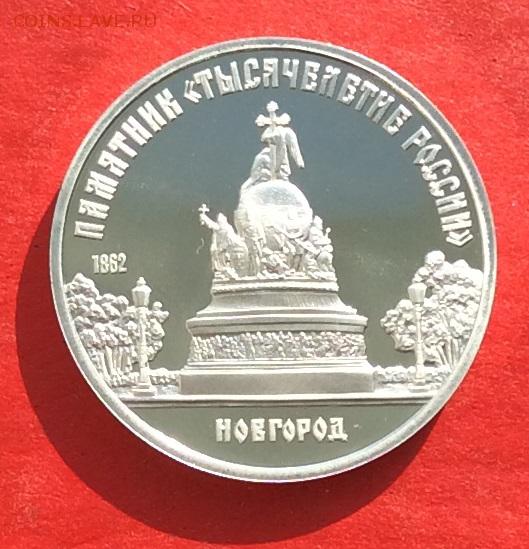 COINS.LAVE.RU
ПАМЯТНИК «ТЫСЯЧЕЛЕТИЕ РОССИИ»
1862
НОВГОРОД